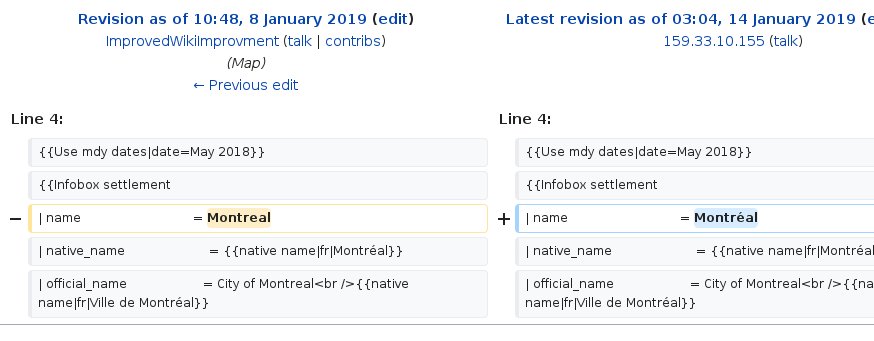 Revision as of 10:48, 8 January 2019 (edit)
ImprovedWikiImprovment (talk | contribs)
(Map)
← Previous edit
Latest revision as of 03:04, 14 January 2019 (e
159.33.10.155 (talk)
Line 4:
Line 4:
{{Use mdy dates|date=May 2018}}
{{Use mdy dates|date=May 2018}}
{{Infobox settlement
{{Infobox settlement
− | name = Montreal
+ | name = Montréal
| native_name = {{native name|fr|Montréal}}
| native_name = {{native name|fr|Montréal
| official_name = City of Montreal<br />{{native
name|fr|Ville de Montréal}}
| official_name = City of Montreal<br />{{na
name|fr|Ville de Montréal}}